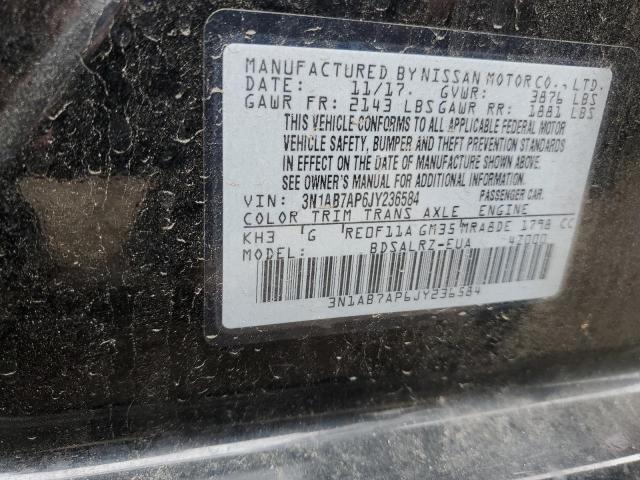 MANUFACTURED BY NISSAN MOTOR CO., LTD.
DATE: 11/17. GVWR: 3876 LBS
GAWR FR: 2143 LBS GAWR RR: 1881 LBS
THIS VEHICLE CONFORMS TO ALL APPLICABLE FEDERAL MOTOR
VEHICLE SAFETY, BUMPER AND THEFT PREVENTION STANDARDS
IN EFFECT ON THE DATE OF MANUFACTURE SHOWN ABOVE.
SEE OWNER'S MANUAL FOR ADDITIONAL INFORMATION.
VIN: 3N1AB7AP6JY236584 PASSENGER CAR.
COLOR TRIM TRANS AXLE ENGINE
KH3 G RE0F11A GM35 MRA8DE 1798 CC
MODEL: BDSALRZ-EUA 47000
3N1AB7AP6JY236584